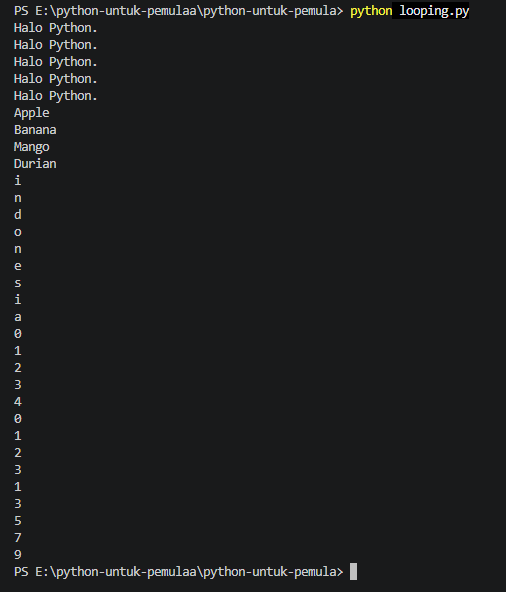 PS E:\python-untuk-pemulaa\python-untuk-pemula> python looping.py
Halo Python.
Halo Python.
Halo Python.
Halo Python.
Halo Python.
Apple
Banana
Mango
Durian
i
n
d
o
n
e
s
i
a
0
1
2
3
4
0
1
2
3
1
3
5
7
9
PS E:\python-untuk-pemulaa\python-untuk-pemula>